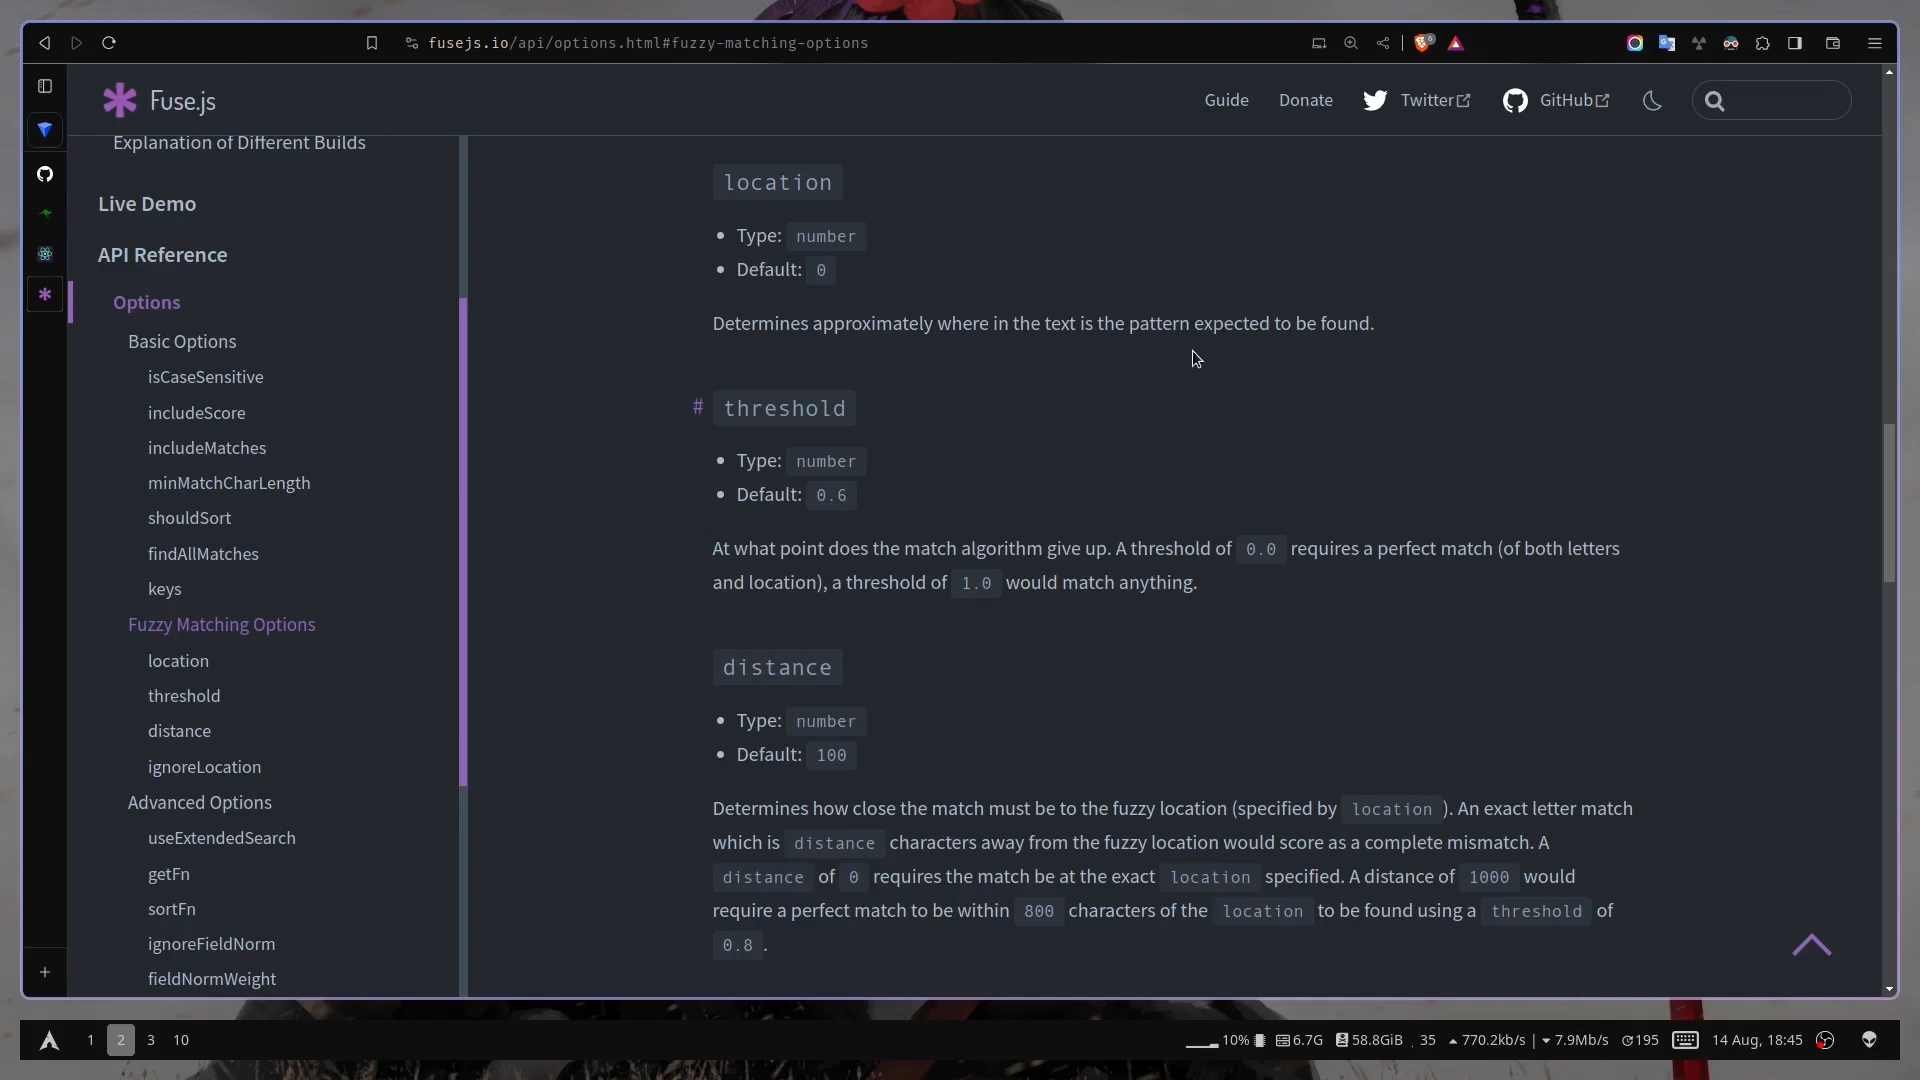 fusejs.io/api/options.html#fuzzy-matching-options
6
Fuse.js
Guide
Donate
Twitter
GitHub
Explanation of Different Builds
Live Demo
API Reference
Options
Basic Options
isCaseSensitive
includeScore
includeMatches
minMatchCharLength
shouldSort
findAllMatches
keys
Fuzzy Matching Options
location
threshold
distance
ignoreLocation
Advanced Options
useExtendedSearch
getFn
sortFn
ignoreFieldNorm
fieldNormWeight
location
Type: number
Default: 0
Determines approximately where in the text is the pattern expected to be found.
# threshold
Type: number
Default: 0.6
At what point does the match algorithm give up. A threshold of 0.0 requires a perfect match (of both letters
and location), a threshold of 1.0 would match anything.
distance
Type: number
Default: 100
Determines how close the match must be to the fuzzy location (specified by location ). An exact letter match
which is distance characters away from the fuzzy location would score as a complete mismatch. A
distance of 0 requires the match be at the exact location specified. A distance of 1000 would
require a perfect match to be within 800 characters of the location to be found using a threshold of
0.8 .
1 2 3 10
10% 6.7G 58.8GiB 35 770.2kb/s | 7.9Mb/s 195 14 Aug, 18:45